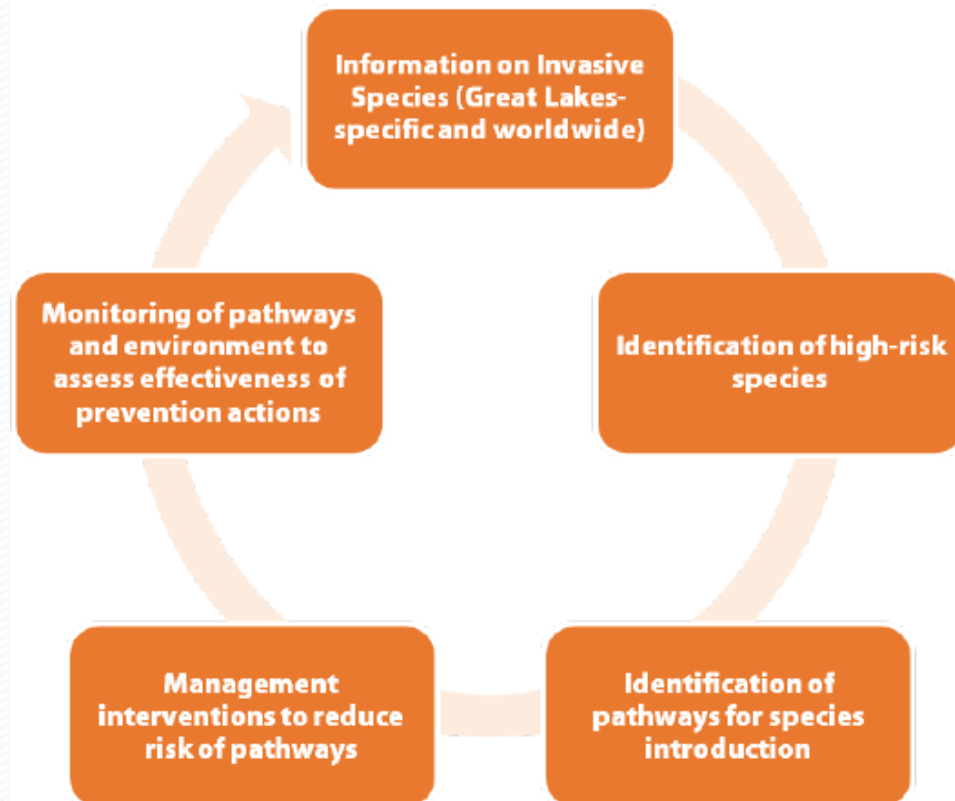 Information on Invasive
Species (Great Lakes-
specific and worldwide)
Identification of high-risk
species
Identification of
pathways for species
introduction
Management
interventions to reduce
risk of pathways
Monitoring of pathways
and environment to
assess effectiveness of
prevention actions